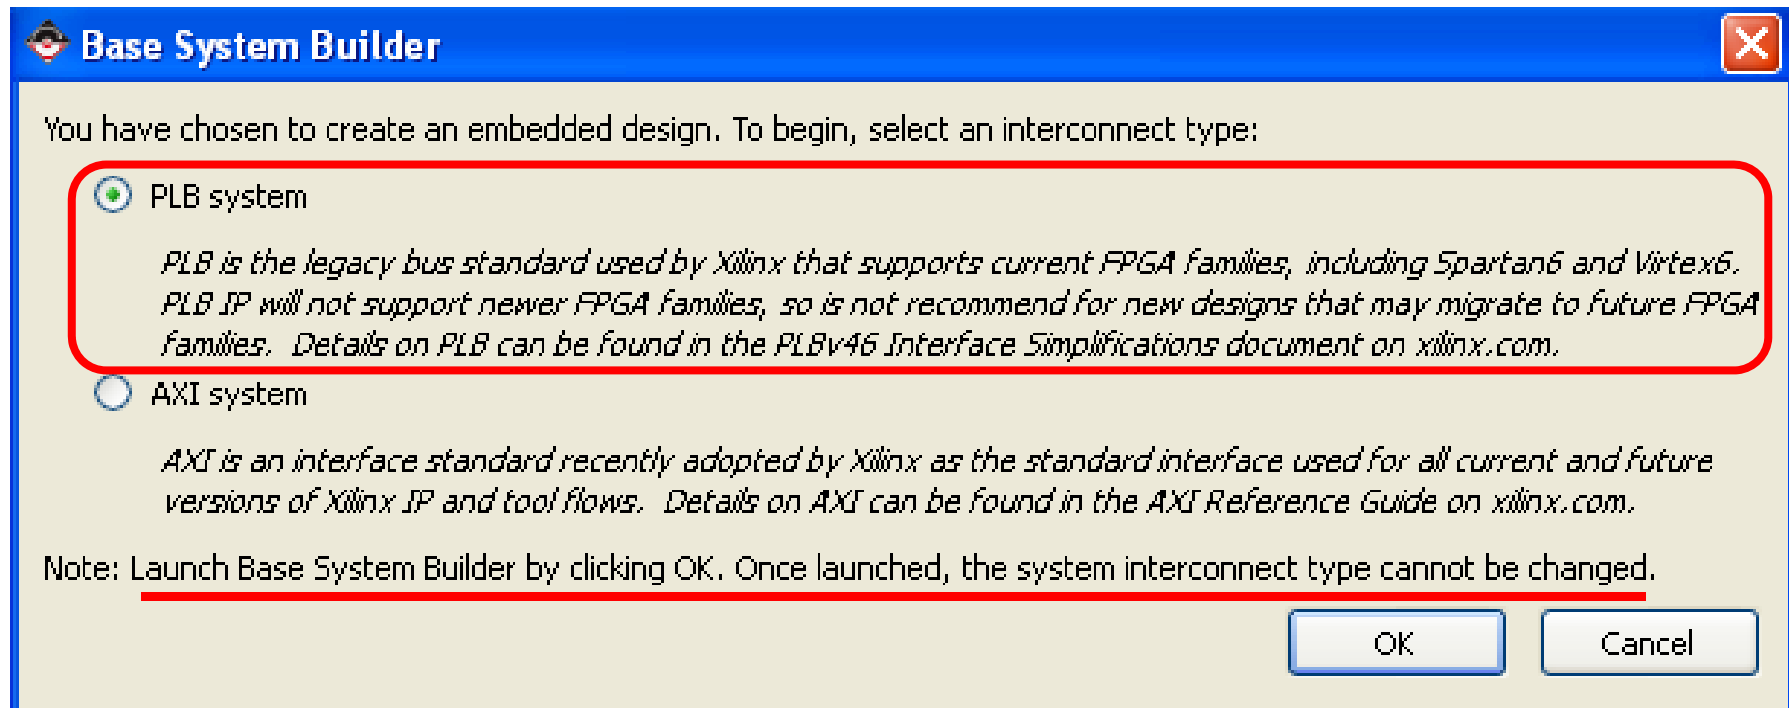 Base System Builder
You have chosen to create an embedded design. To begin, select an interconnect type:
PLB system
PLB is the legacy bus standard used by Xilinx that supports current FPGA families, including Spartan6 and Virtex6.
PLB IP will not support newer FPGA families, so is not recommend for new designs that may migrate to future FPGA
families. Details on PLB can be found in the PLBv46 Interface Simplifications document on xilinx.com.
AXI system
AXI is an interface standard recently adopted by Xilinx as the standard interface used for all current and future
versions of Xilinx IP and tool flows. Details on AXI can be found in the AXI Reference Guide on xilinx.com.
Note: Launch Base System Builder by clicking OK. Once launched, the system interconnect type cannot be changed.
OK Cancel